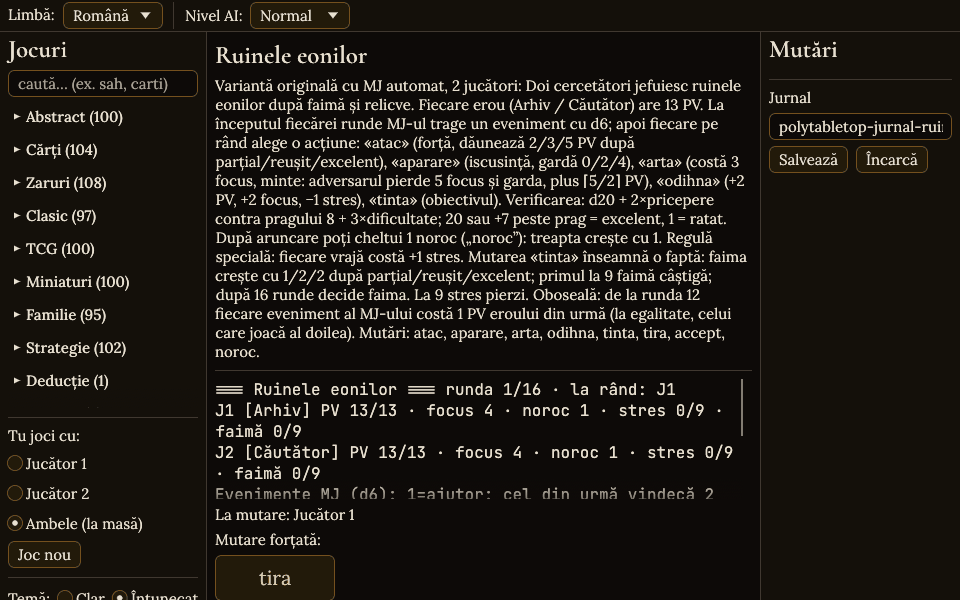 Limbă: Română ▼ Nivel AI: Normal ▼
Jocuri
caută... (ex. sah, carti)
▸ Abstract (100)
▸ Cărți (104)
▸ Zaruri (108)
▸ Clasic (97)
▸ TCG (100)
▸ Miniaturi (100)
▸ Familie (95)
▸ Strategie (102)
▸ Deducție (1)
Tu joci cu:
Jucător 1
Jucător 2
Ambele (la masă)
Joc nou
Temă: Clar Întunecat
Ruinele eonilor
Variantă originală cu MJ automat, 2 jucători: Doi cercetători jefuiesc ruinele
eonilor după faimă și relicve. Fiecare erou (Arhiv / Căutător) are 13 PV. La
începutul fiecărei runde MJ-ul trage un eveniment cu d6; apoi fiecare pe
rând alege o acțiune: «atac» (forță, dăunează 2/3/5 PV după
parțial/reușit/excelent), «aparare» (iscusință, gardă 0/2/4), «arta» (costă 3
focus, minte: adversarul pierde 5 focus și garda, plus ⌈5/2⌉ PV), «odihna» (+2
PV, +2 focus, −1 stres), «tinta» (obiectivul). Verificarea: d20 + 2×pricepere
contra pragului 8 + 3×dificultate; 20 sau +7 peste prag = excelent, 1 = ratat.
După aruncare poți cheltui 1 noroc („noroc”): treapta crește cu 1. Regulă
specială: fiecare vrajă costă +1 stres. Mutarea «tinta» înseamnă o faptă: faima
crește cu 1/2/2 după parțial/reușit/excelent; primul la 9 faimă câștigă;
după 16 runde decide faima. La 9 stres pierzi. Oboseală: de la runda 12
fiecare eveniment al MJ-ului costă 1 PV eroului din urmă (la egalitate, celui
care joacă al doilea). Mutări: atac, aparare, arta, odihna, tinta, tira, accept,
noroc.
═══ Ruinele eonilor ═══ runda 1/16 · la rând: J1
J1 [Arhiv] PV 13/13 · focus 4 · noroc 1 · stres 0/9 ·
faimă 0/9
J2 [Căutător] PV 13/13 · focus 4 · noroc 1 · stres 0/9
· faimă 0/9
Evenimente MJ (d6): 1=ajutor: cel din urmă vindecă 2
La mutare: Jucător 1
Mutare forțată:
tira
Mutări
Jurnal
polytabletop-jurnal-rui
Salvează Încarcă